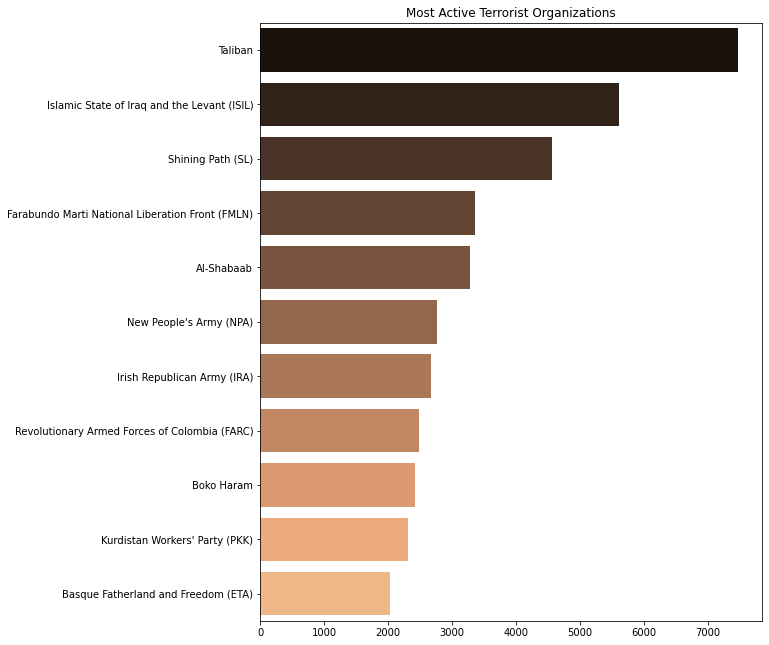 Most Active Terrorist Organizations
Taliban
Islamic State of Iraq and the Levant (ISIL)
Shining Path (SL)
Farabundo Marti National Liberation Front (FMLN)
Al-Shabaab
New People's Army (NPA)
Irish Republican Army (IRA)
Revolutionary Armed Forces of Colombia (FARC)
Boko Haram
Kurdistan Workers' Party (PKK)
Basque Fatherland and Freedom (ETA)
0 1000 2000 3000 4000 5000 6000 7000